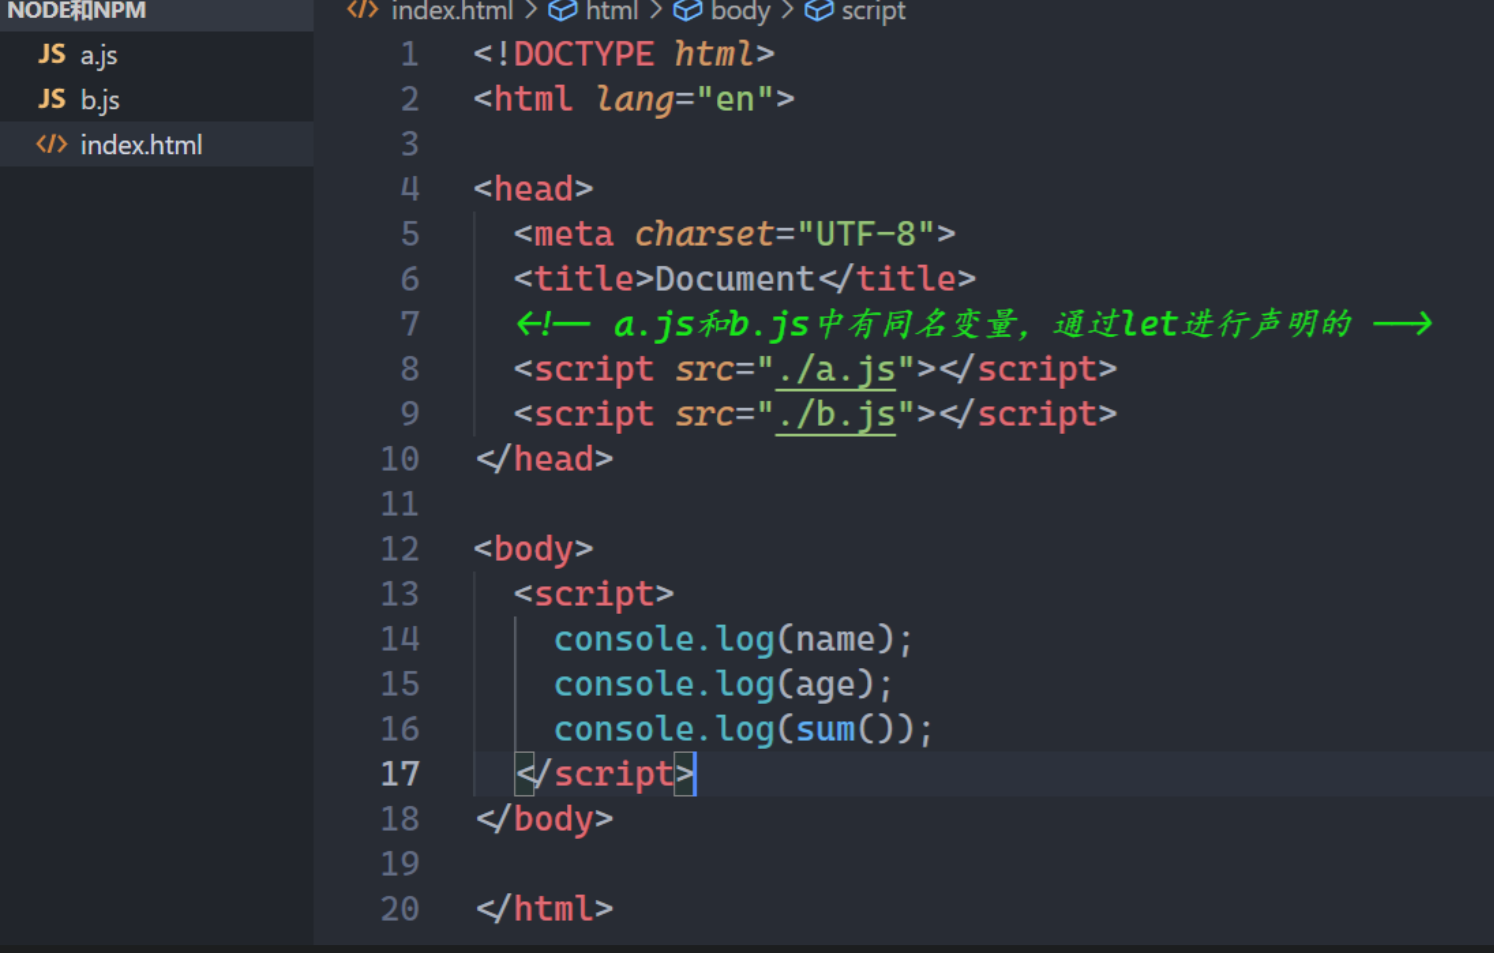 NODE和NPM
JS a.js
JS b.js
</> index.html
</> index.html > html > body > script
1 <!DOCTYPE html>
2 <html lang="en">
3
4 <head>
5 <meta charset="UTF-8">
6 <title>Document</title>
7 <!-- a.js和b.js中有同名变量，通过let进行声明的 -->
8 <script src="./a.js"></script>
9 <script src="./b.js"></script>
10 </head>
11
12 <body>
13 <script>
14 console.log(name);
15 console.log(age);
16 console.log(sum());
17 </script>
18 </body>
19
20 </html>